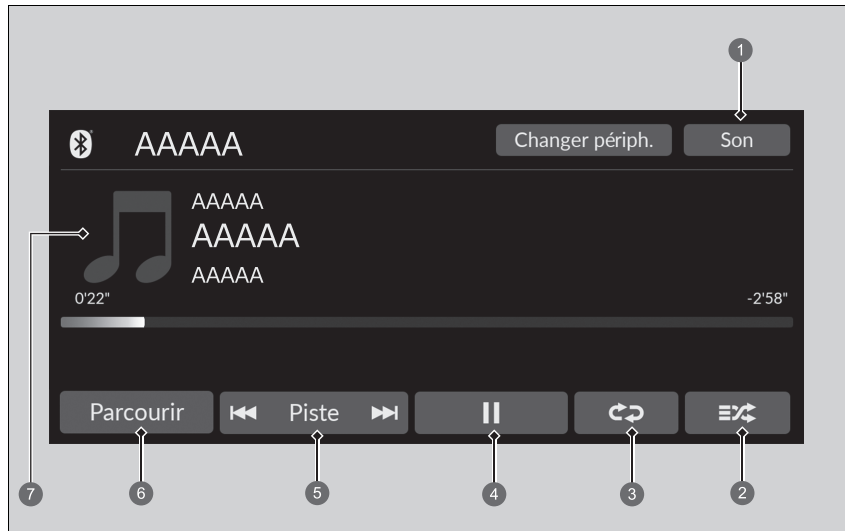 1
AAAAA
Changer périph.
Son
AAAAA
AAAAA
AAAAA
7
0'22"
-2'58"
Parcourir
Piste
6
5
4
3
2